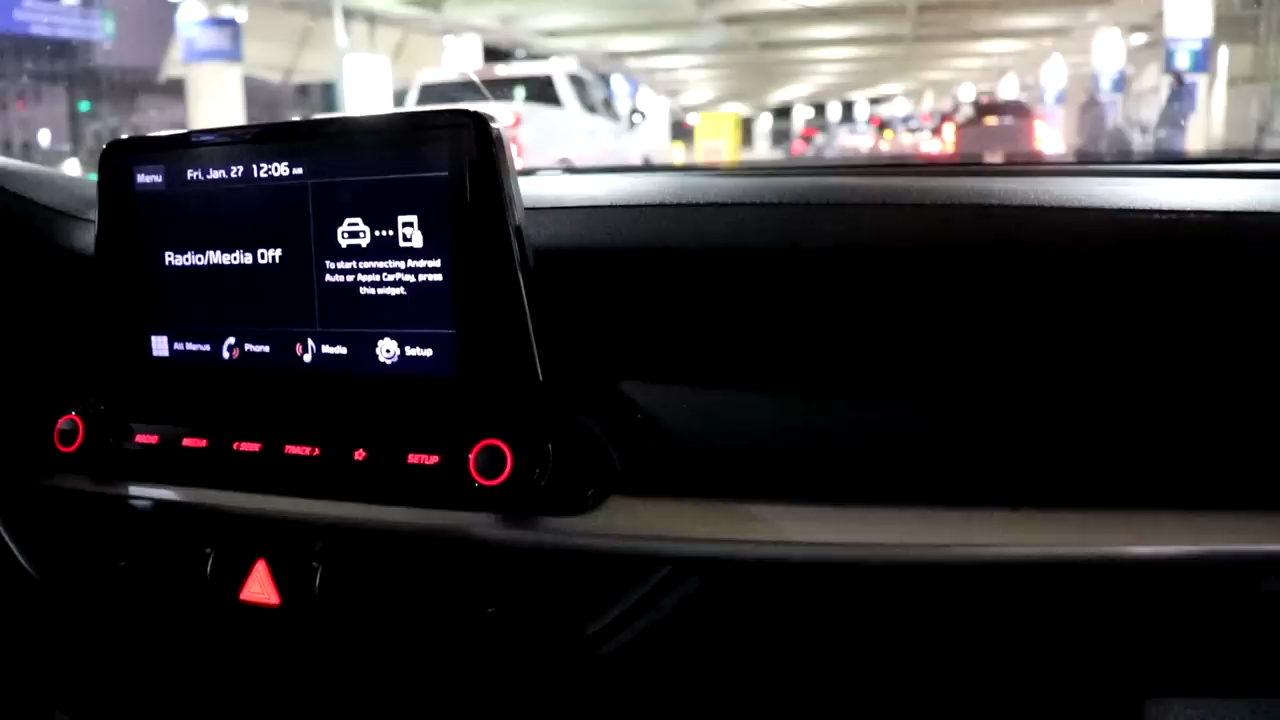 Menu
Fri, Jan, 27 12:06 AM
Radio/Media Off
To start connecting Android
Auto or Apple CarPlay, press
this widget.
All Menus
Phone
Media
Setup
RADIO
MEDIA
< SEEK
TRACK >
SETUP